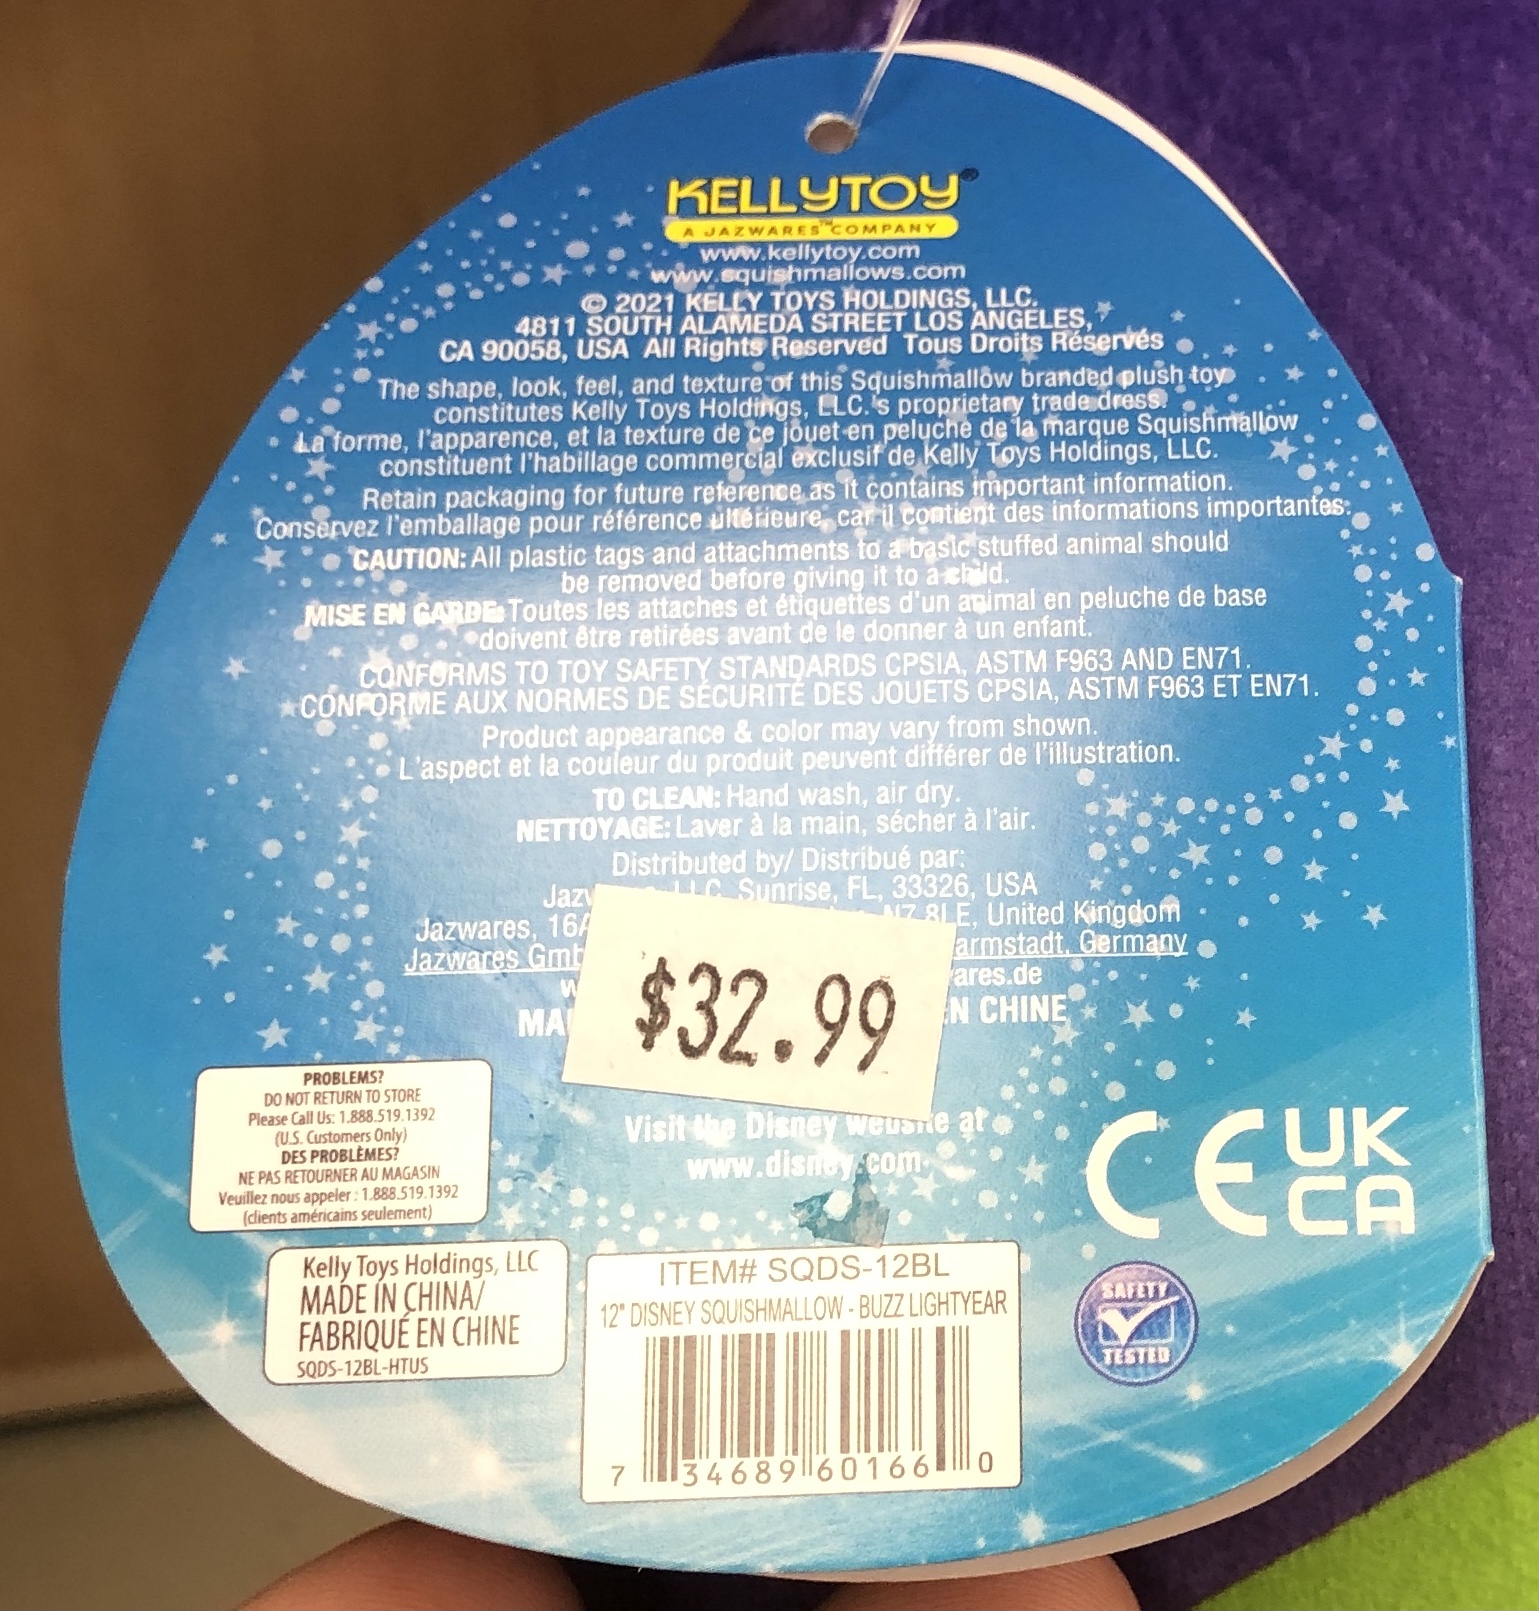 KELLYTOY®
A JAZWARES™ COMPANY
www.kellytoy.com
www.squishmallows.com
© 2021 KELLY TOYS HOLDINGS, LLC.
4811 SOUTH ALAMEDA STREET LOS ANGELES,
CA 90058, USA All Rights Reserved Tous Droits Réservés
The shape, look, feel, and texture of this Squishmallow branded plush toy
constitutes Kelly Toys Holdings, LLC.'s proprietary trade dress.
La forme, l'apparence, et la texture de ce jouet en peluche de la marque Squishmallow
constituent l'habillage commercial exclusif de Kelly Toys Holdings, LLC.
Retain packaging for future reference as it contains important information.
Conservez l'emballage pour référence ultérieure, car il contient des informations importantes.
CAUTION: All plastic tags and attachments to a basic stuffed animal should
be removed before giving it to a child.
MISE EN GARDE: Toutes les attaches et étiquettes d'un animal en peluche de base
doivent être retirées avant de le donner à un enfant.
CONFORMS TO TOY SAFETY STANDARDS CPSIA, ASTM F963 AND EN71.
CONFORME AUX NORMES DE SÉCURITÉ DES JOUETS CPSIA, ASTM F963 ET EN71.
Product appearance & color may vary from shown.
L'aspect et la couleur du produit peuvent différer de l'illustration.
TO CLEAN: Hand wash, air dry.
NETTOYAGE: Laver à la main, sécher à l'air.
Distributed by/ Distribué par:
LLC Sunrise, FL, 33326, USA
Jazwares, N7 8LE, United Kingdom
Jazwares Germany
CHINE
$32.99
Visit the Disney website at
www.disney.com
PROBLEMS?
DO NOT RETURN TO STORE
Please Call Us: 1.888.519.1392
(U.S. Customers Only)
DES PROBLÈMES?
NE PAS RETOURNER AU MAGASIN
Veuillez nous appeler : 1.888.519.1392
(clients américains seulement)
CE
UK
CA
Kelly Toys Holdings, LLC
MADE IN CHINA/
FABRIQUÉ EN CHINE
SQDS-12BL-HTUS
ITEM# SQDS-12BL
12" DISNEY SQUISHMALLOW - BUZZ LIGHTYEAR
7 34689 60166 0
SAFETY
TESTED